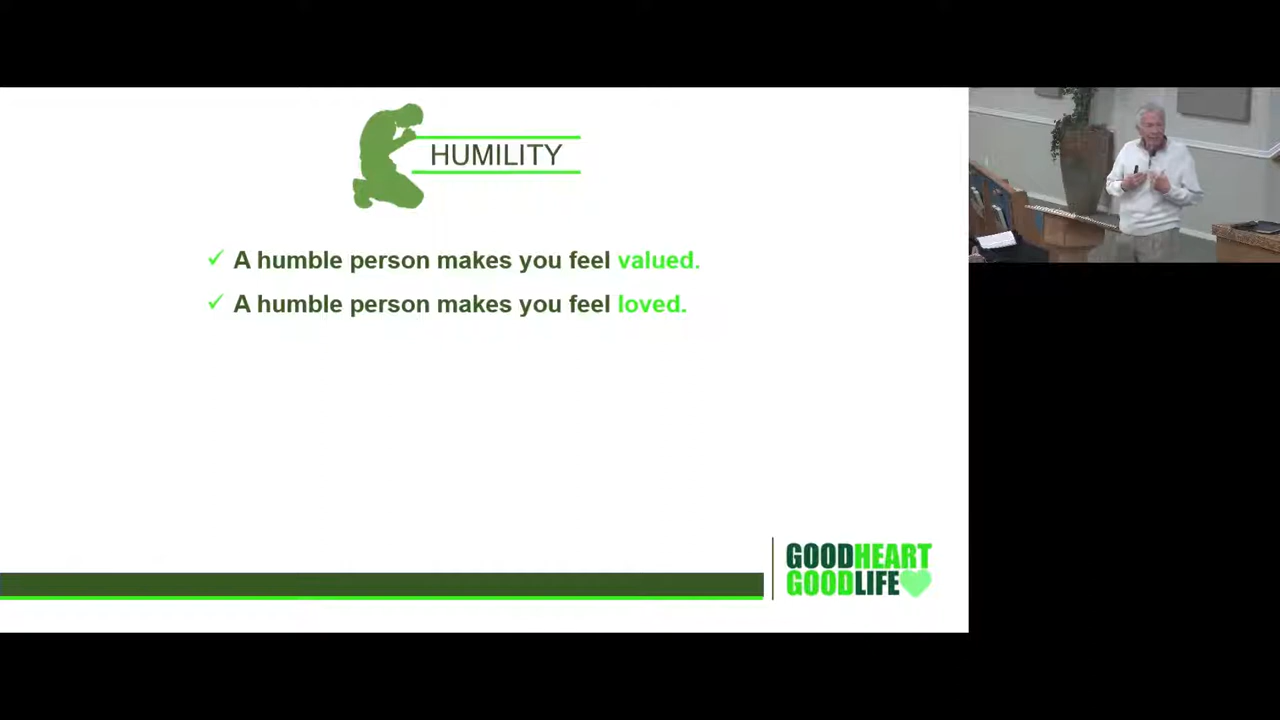 HUMILITY
✓ A humble person makes you feel valued.
✓ A humble person makes you feel loved.
GOODHEART
GOODLIFE